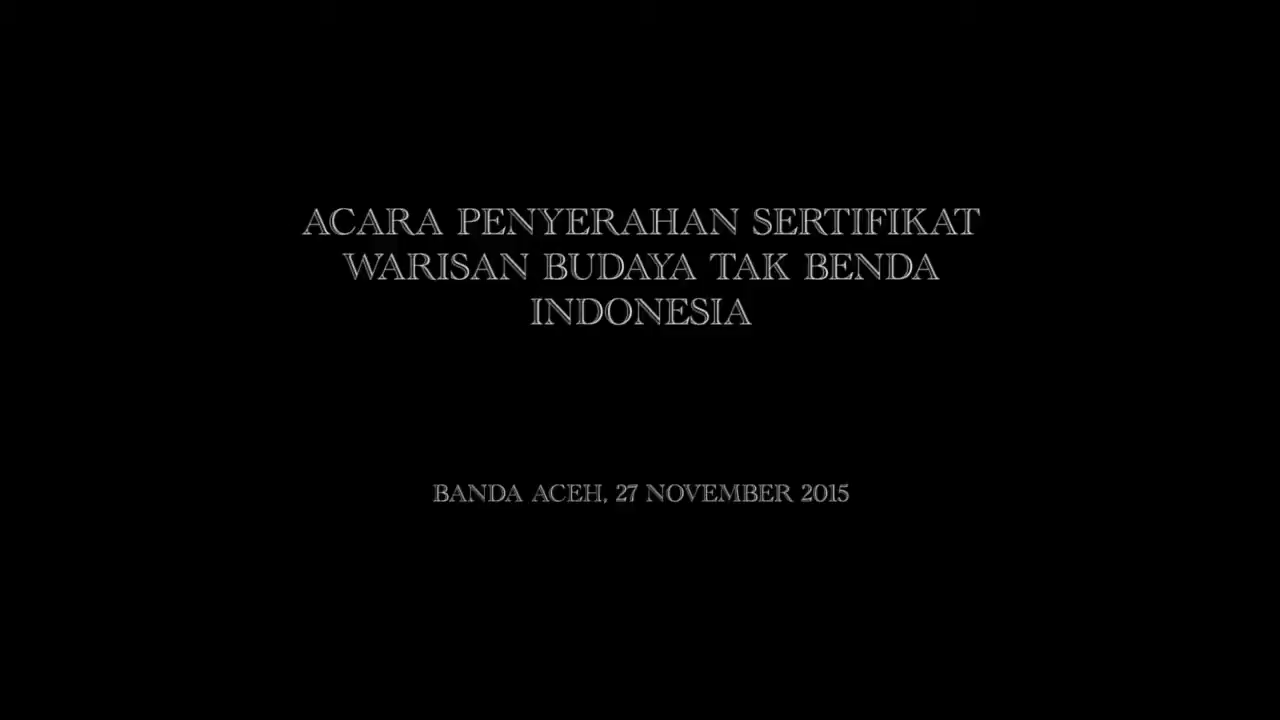 ACARA PENYERAHAN SERTIFIKAT
WARISAN BUDAYA TAK BENDA
INDONESIA
BANDA ACEH, 27 NOVEMBER 2015